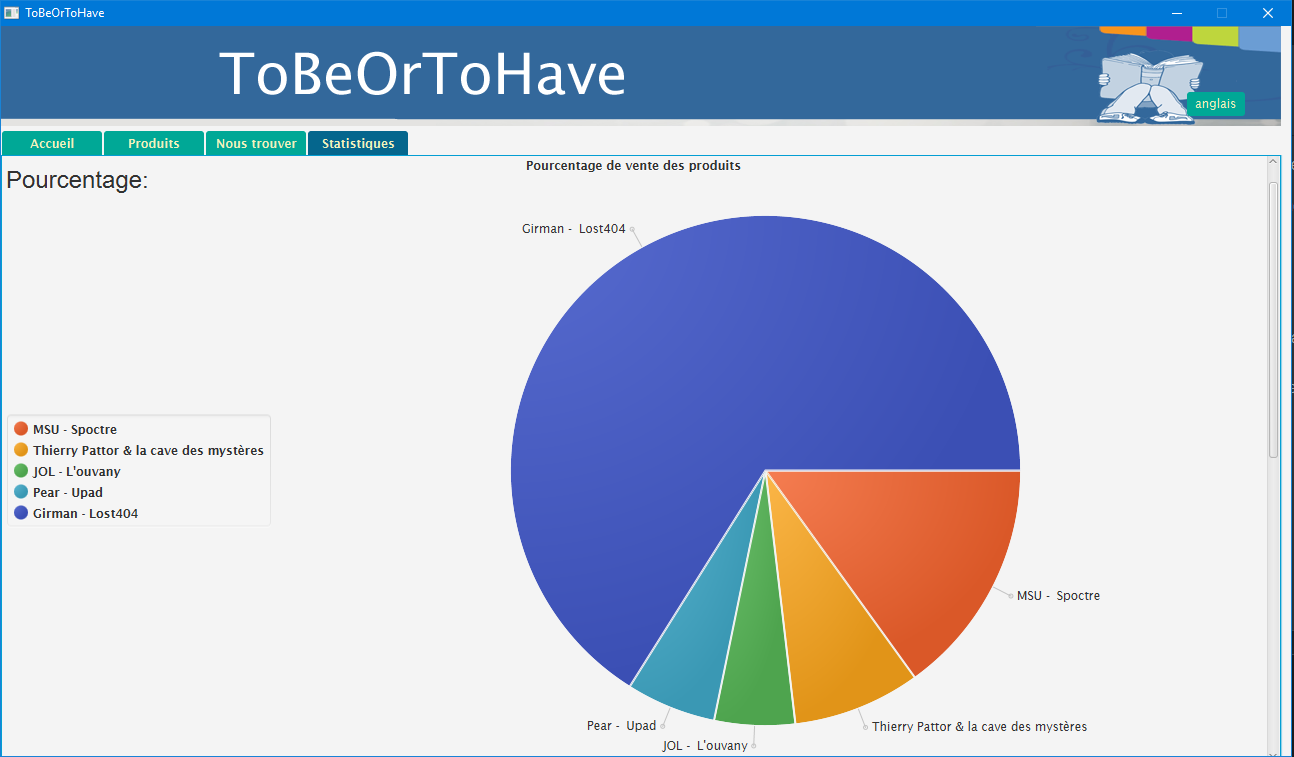 ToBeOrToHave
ToBeOrToHave
anglais
Accueil
Produits
Nous trouver
Statistiques
Pourcentage:
Pourcentage de vente des produits
Girman - Lost404
MSU - Spoctre
Thierry Pattor & la cave des mystères
JOL - L'ouvany
Pear - Upad
MSU - Spoctre
Thierry Pattor & la cave des mystères
JOL - L'ouvany
Pear - Upad
Girman - Lost404